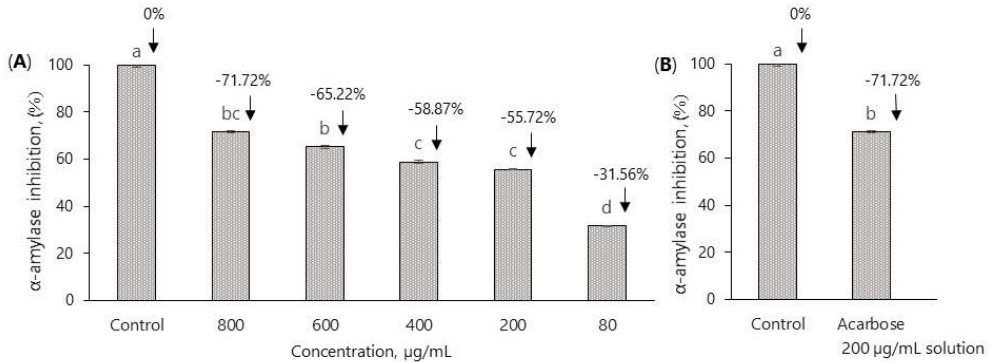 (A)
0%
a
-71.72%
bc
-65.22%
b
-58.87%
c
-55.72%
c
-31.56%
d
α-amylase inhibition, (%)
100
80
60
40
20
0
Control 800 600 400 200 80
Concentration, µg/mL
(B)
0%
a
-71.72%
b
α-amylase inhibition, (%)
100
80
60
40
20
0
Control Acarbose
200 µg/mL solution